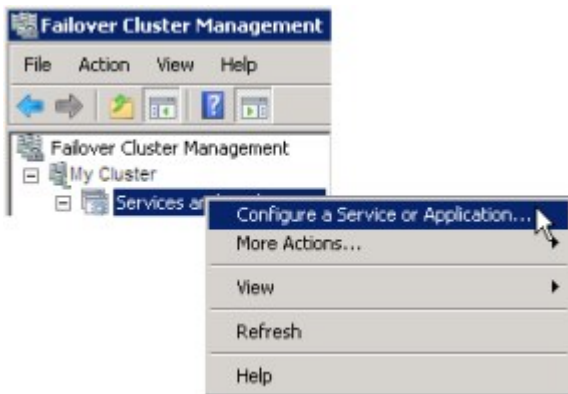 Failover Cluster Management
File Action View Help
Failover Cluster Management
My Cluster
Services
Configure a Service or Application...
More Actions...
View
Refresh
Help